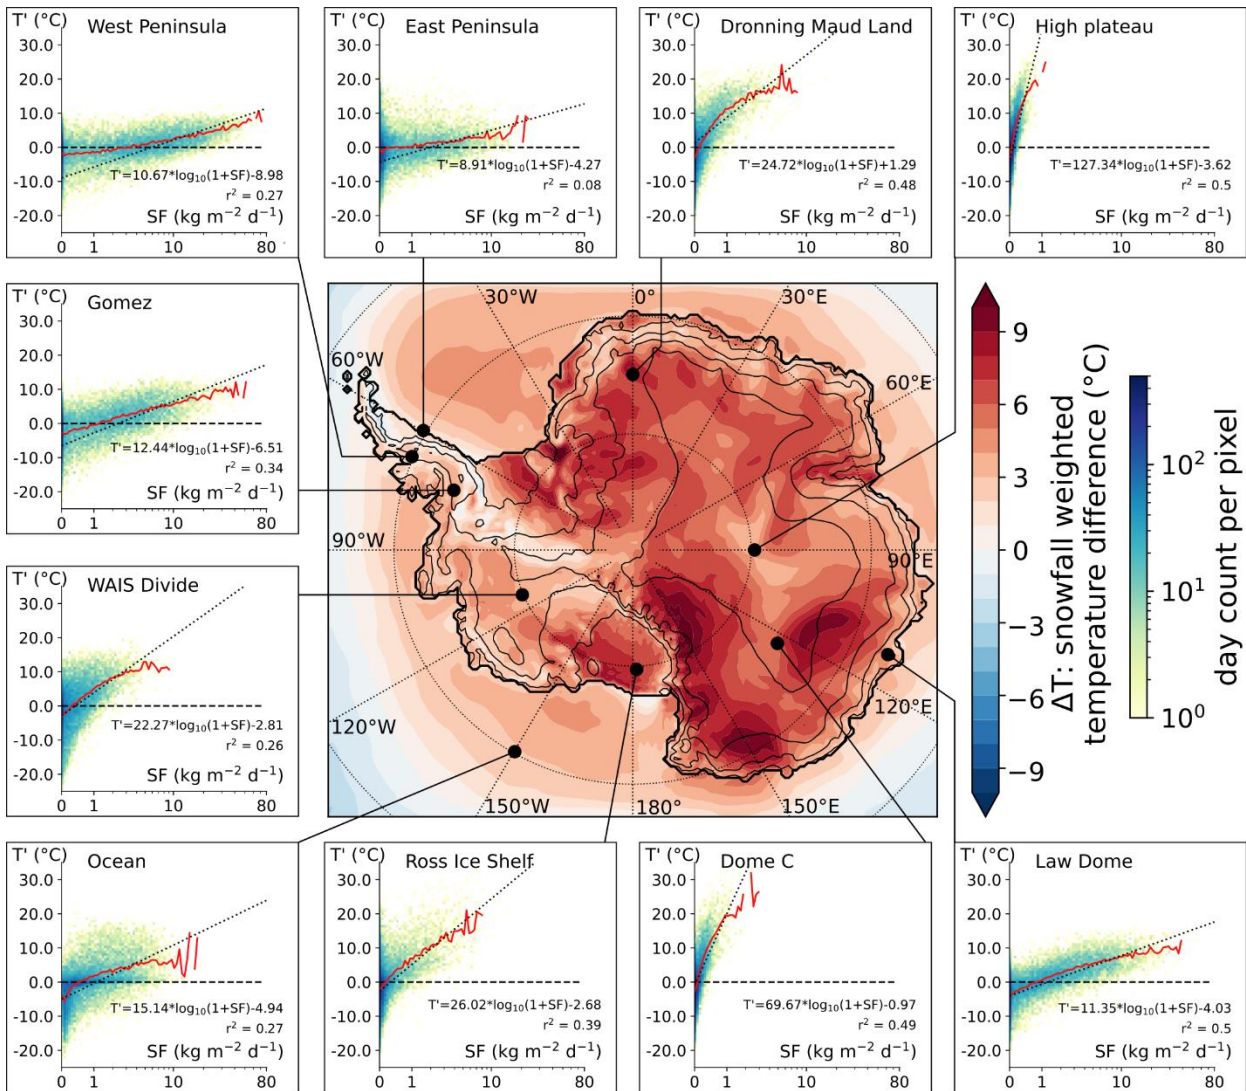 T' (°C)
West Peninsula
30.0
20.0
10.0
0.0
-10.0
-20.0
T'=10.67*log₁₀(1+SF)-8.98
r² = 0.27
SF (kg m⁻² d⁻¹)
0 1 10 80
T' (°C)
East Peninsula
30.0
20.0
10.0
0.0
-10.0
-20.0
T'=8.91*log₁₀(1+SF)-4.27
r² = 0.08
SF (kg m⁻² d⁻¹)
0 1 10 80
T' (°C)
Dronning Maud Land
30.0
20.0
10.0
0.0
-10.0
-20.0
T'=24.72*log₁₀(1+SF)+1.29
r² = 0.48
SF (kg m⁻² d⁻¹)
0 1 10 80
T' (°C)
High plateau
30.0
20.0
10.0
0.0
-10.0
-20.0
T'=127.34*log₁₀(1+SF)-3.62
r² = 0.5
SF (kg m⁻² d⁻¹)
0 1 10 80
T' (°C)
Gomez
30.0
20.0
10.0
0.0
-10.0
-20.0
T'=12.44*log₁₀(1+SF)-6.51
r² = 0.34
SF (kg m⁻² d⁻¹)
0 1 10 80
T' (°C)
WAIS Divide
30.0
20.0
10.0
0.0
-10.0
-20.0
T'=22.27*log₁₀(1+SF)-2.81
r² = 0.26
SF (kg m⁻² d⁻¹)
0 1 10 80
30°W
0°
30°E
60°W
60°E
90°W
90°E
120°W
120°E
150°W
180°
150°E
9
6
3
0
−3
−6
−9
ΔT: snowfall weighted
temperature difference (°C)
10²
10¹
10⁰
day count per pixel
T' (°C)
Ocean
30.0
20.0
10.0
0.0
-10.0
-20.0
T'=15.14*log₁₀(1+SF)-4.94
r² = 0.27
SF (kg m⁻² d⁻¹)
0 1 10 80
T' (°C)
Ross Ice Shelf
30.0
20.0
10.0
0.0
-10.0
-20.0
T'=26.02*log₁₀(1+SF)-2.68
r² = 0.39
SF (kg m⁻² d⁻¹)
0 1 10 80
T' (°C)
Dome C
30.0
20.0
10.0
0.0
-10.0
-20.0
T'=69.67*log₁₀(1+SF)-0.97
r² = 0.49
SF (kg m⁻² d⁻¹)
0 1 10 80
T' (°C)
Law Dome
30.0
20.0
10.0
0.0
-10.0
-20.0
T'=11.35*log₁₀(1+SF)-4.03
r² = 0.5
SF (kg m⁻² d⁻¹)
0 1 10 80